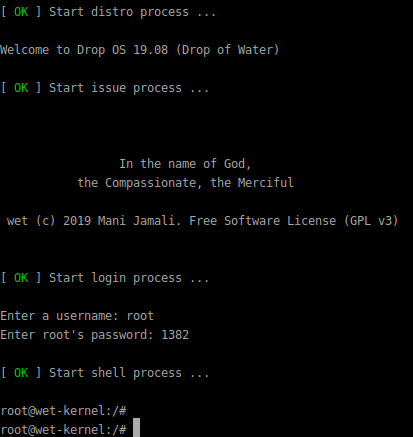 [ OK ] Start distro process ...
Welcome to Drop OS 19.08 (Drop of Water)
[ OK ] Start issue process ...
In the name of God,
the Compassionate, the Merciful
wet (c) 2019 Mani Jamali. Free Software License (GPL v3)
[ OK ] Start login process ...
Enter a username: root
Enter root's password: 1382
[ OK ] Start shell process ...
root@wet-kernel:/#
root@wet-kernel:/#